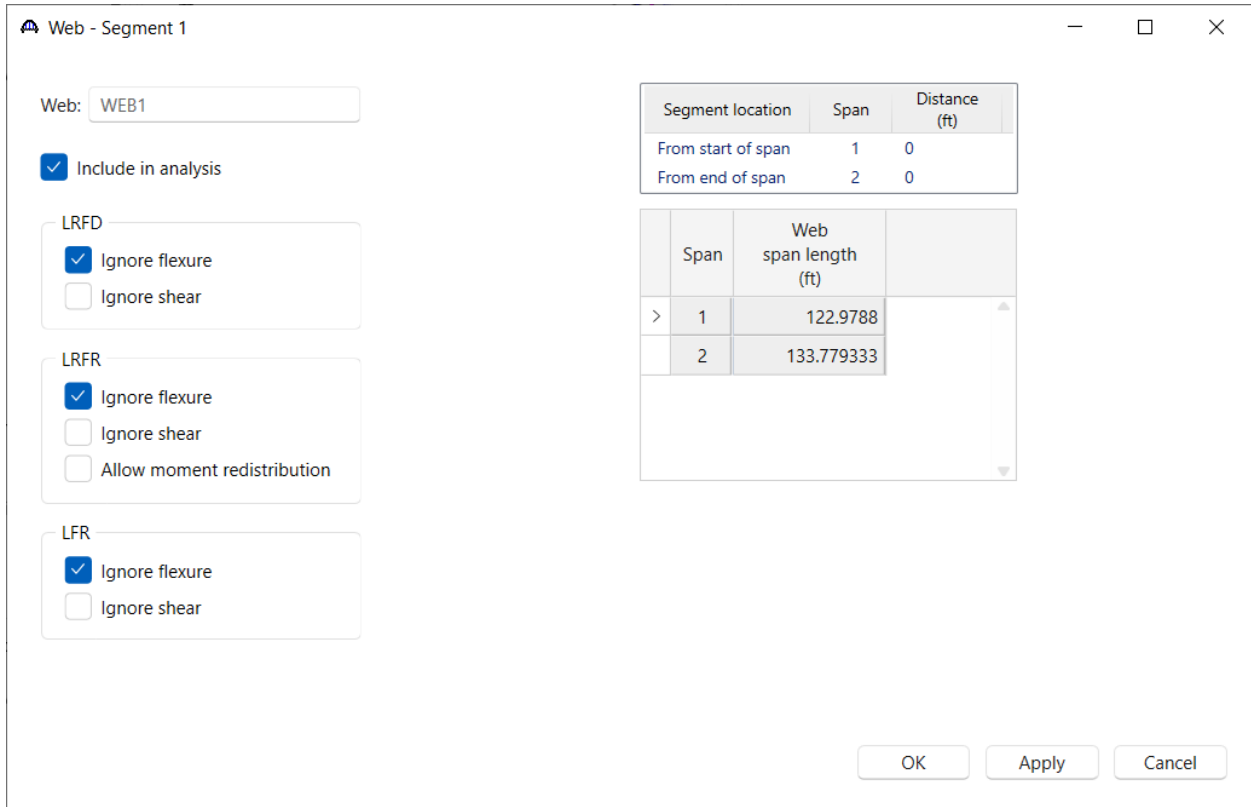 Web - Segment 1
Web: WEB1
Include in analysis
LRFD
Ignore flexure
Ignore shear
LRFR
Ignore flexure
Ignore shear
Allow moment redistribution
LFR
Ignore flexure
Ignore shear
Segment location Span Distance (ft)
From start of span 1 0
From end of span 2 0
Span Web span length (ft)
1 122.9788
2 133.779333
OK Apply Cancel